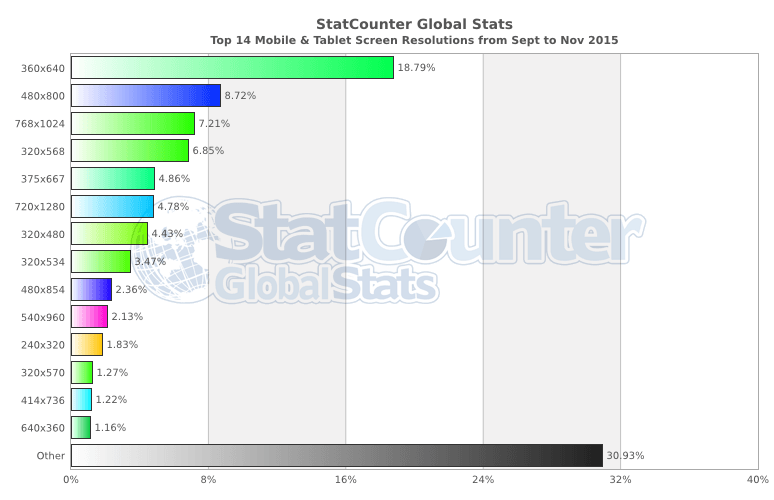 StatCounter Global Stats
Top 14 Mobile & Tablet Screen Resolutions from Sept to Nov 2015
360x640 18.79%
480x800 8.72%
768x1024 7.21%
320x568 6.85%
375x667 4.86%
720x1280 4.78%
320x480 4.43%
320x534 3.47%
480x854 2.36%
540x960 2.13%
240x320 1.83%
320x570 1.27%
414x736 1.22%
640x360 1.16%
Other 30.93%
0% 8% 16% 24% 32% 40%
StatCounter
GlobalStats